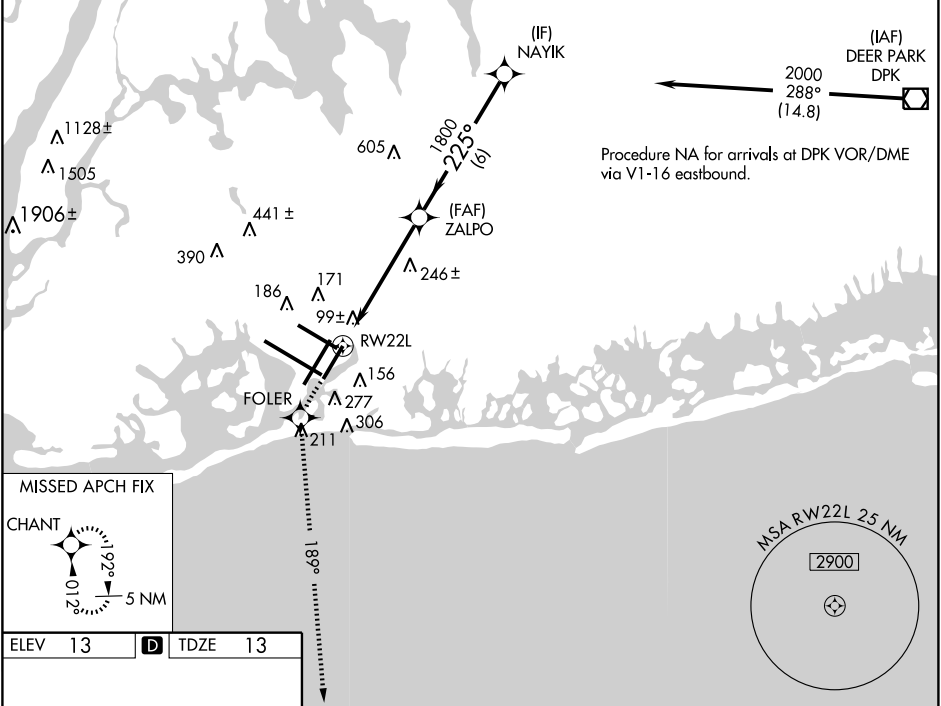 (IF)
NAYIK
(IAF)
DEER PARK
DPK
2000
288°
(14.8)
Procedure NA for arrivals at DPK VOR/DME
via V1-16 eastbound.
1128±
1505
1906±
605
1800
225°
(6)
(FAF)
ZALPO
441±
390
246±
171
186
99±
RW22L
156
277
FOLER
306
211
189°
MISSED APCH FIX
CHANT
192°
012°
5 NM
MSA RW22L 25 NM
2900
ELEV 13 D TDZE 13